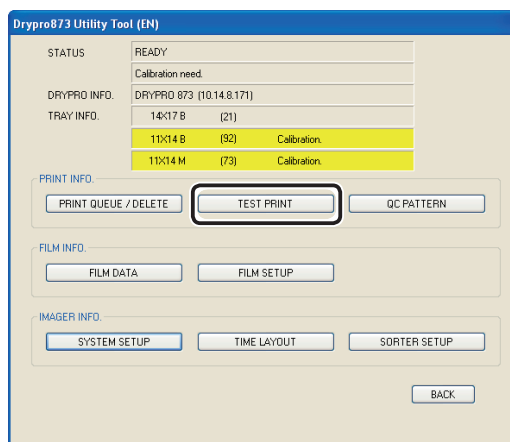 Drypro873 Utility Tool (EN)
STATUS READY
Calibration need.
DRYPRO INFO. DRYPRO 873 (10.14.8.171)
TRAY INFO. 14X17 B (21)
11X14 B (92) Calibration.
11X14 M (73) Calibration.
PRINT INFO.
PRINT QUEUE / DELETE TEST PRINT QC PATTERN
FILM INFO.
FILM DATA FILM SETUP
IMAGER INFO.
SYSTEM SETUP TIME LAYOUT SORTER SETUP
BACK